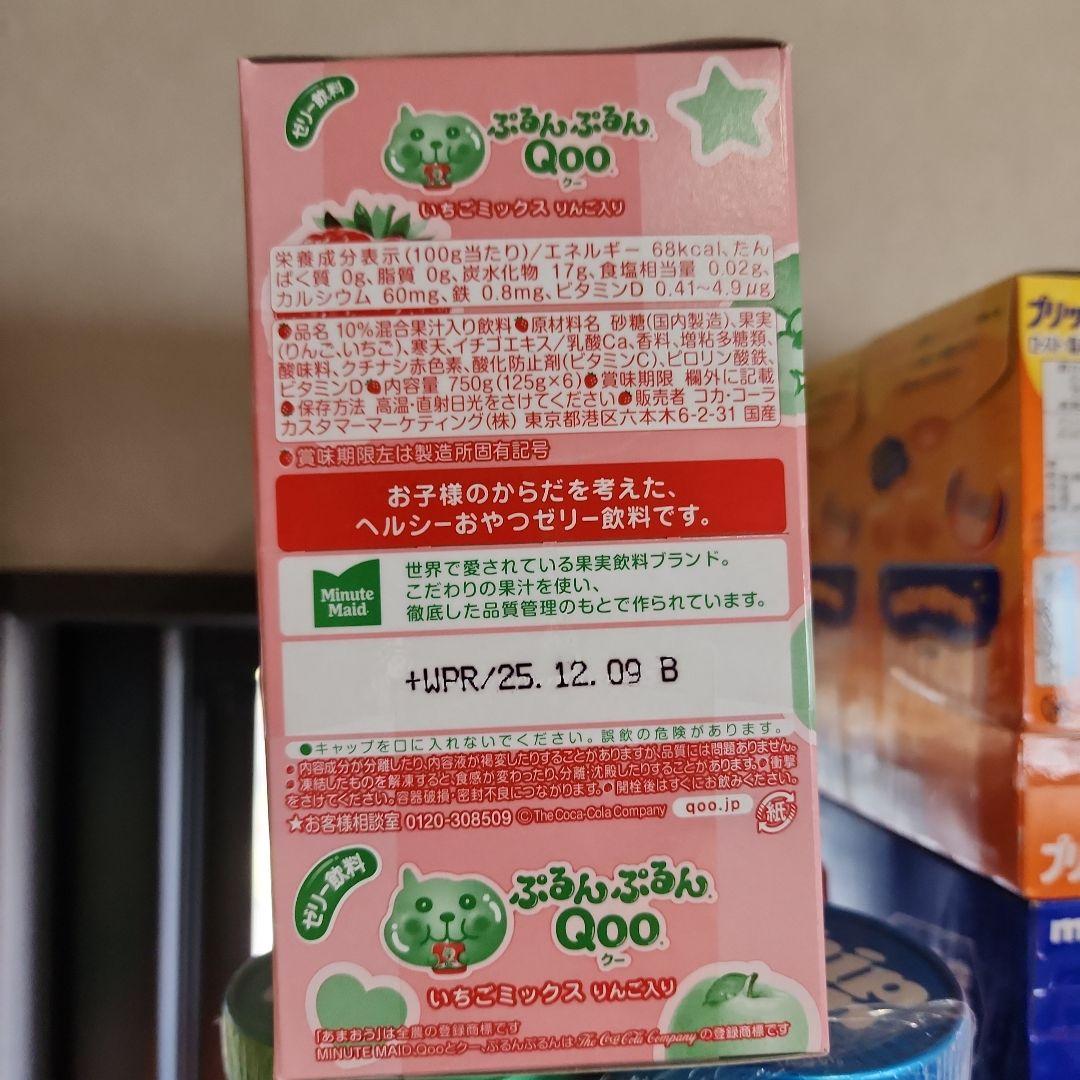 ゼリー飲料
ぷるんぷるん
Qoo
クー
いちごミックス りんご入り
栄養成分表示(100g当たり)/エネルギー 68kcal、たん
ぱく質 0g、脂質 0g、炭水化物 17g、食塩相当量 0.02g、
カルシウム 60mg、鉄 0.8mg、ビタミンD 0.41~4.9μg
品名 10%混合果汁入り飲料 原材料名 砂糖(国内製造)、果実
(りんご、いちご)、寒天、イチゴエキス/乳酸Ca、香料、増粘多糖類、
酸味料、クチナシ赤色素、酸化防止剤(ビタミンC)、ピロリン酸鉄、
ビタミンD 内容量 750g(125g×6) 賞味期限 欄外に記載
保存方法 高温・直射日光をさけてください 販売者 コカ・コーラ
カスタマーマーケティング(株) 東京都港区六本木6-2-31 国産
賞味期限左は製造所固有記号
お子様のからだを考えた、
ヘルシーおやつゼリー飲料です。
Minute
Maid
世界で愛されている果実飲料ブランド。
こだわりの果汁を使い、
徹底した品質管理のもとで作られています。
+WPR/25.12.09 B
●キャップを口に入れないでください。誤飲の危険があります。
●内容成分が分離したり、内容液が褐変したりすることがありますが、品質には問題ありません。
●凍結したものを解凍すると、食感が変わったり、分離・沈殿したりすることがあります。●衝撃
をさけてください。容器破損・密封不良につながります。●開栓後はすぐにお飲みください。
★お客様相談室 0120-308509 ©The Coca-Cola Company qoo.jp 紙
ゼリー飲料
ぷるんぷるん
Qoo
クー
いちごミックス りんご入り
「あまおう」は全農の登録商標です
MINUTE MAID、Qooとクー、ぷるんぷるんは The Coca-Cola Company の登録商標です